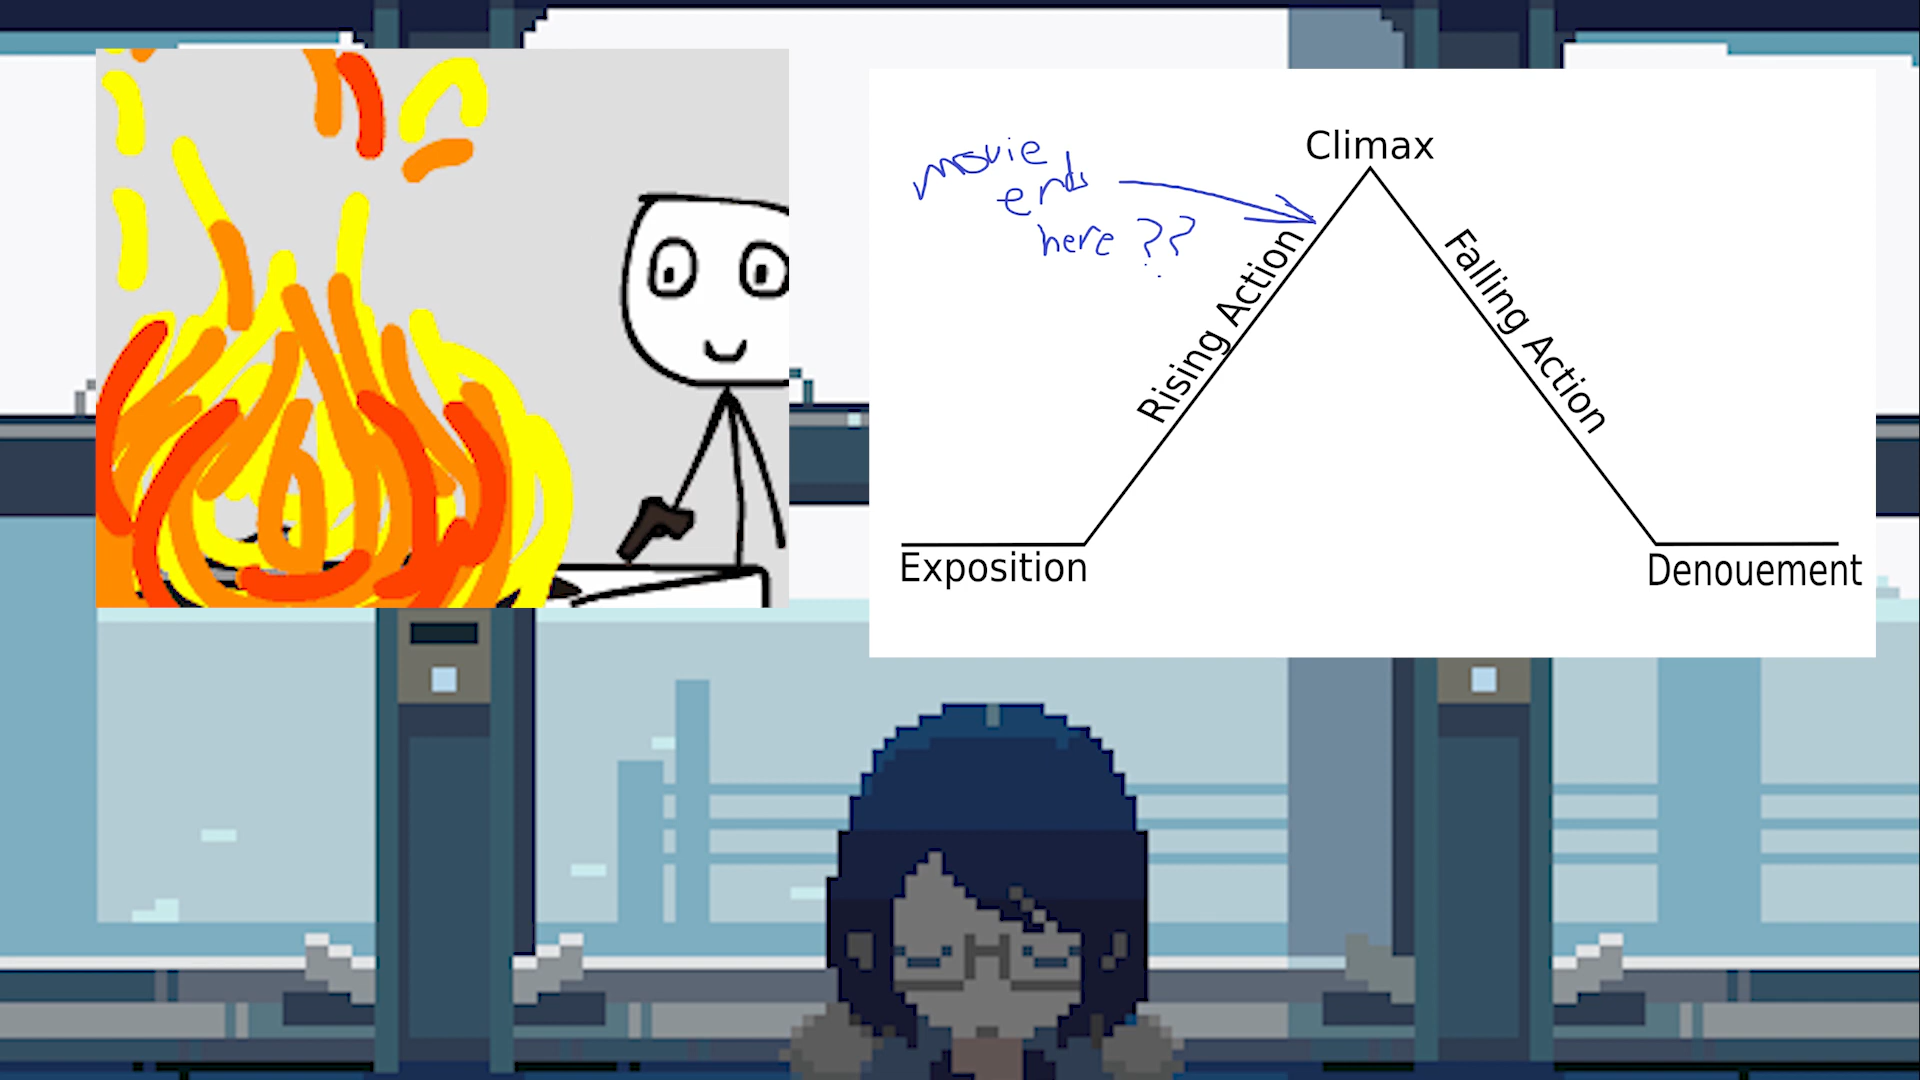 movie
ends
here ??
Climax
Rising Action
Falling Action
Exposition
Denouement